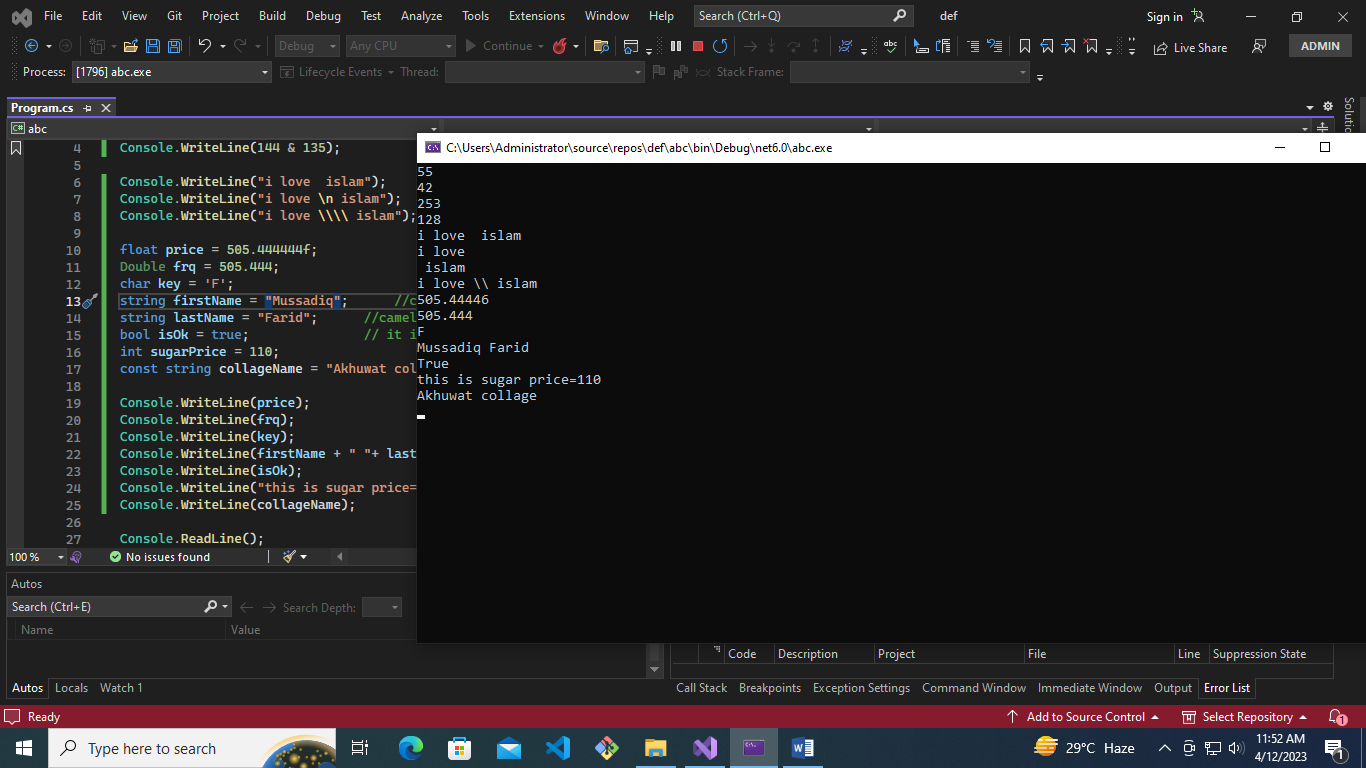 File Edit View Git Project Build Debug Test Analyze Tools Extensions Window Help Search (Ctrl+Q) def Sign in
Debug Any CPU Continue Live Share ADMIN
Process: [1796] abc.exe Lifecycle Events Thread: Stack Frame:
Program.cs
C# abc
4 Console.WriteLine(144 & 135);
5
6 Console.WriteLine("i love  islam");
7 Console.WriteLine("i love \n islam");
8 Console.WriteLine("i love \\\\ islam");
9
10 float price = 505.444444f;
11 Double frq = 505.444;
12 char key = 'F';
13 string firstName = "Mussadiq"; //c
14 string lastName = "Farid"; //camel
15 bool isOk = true; // it i
16 int sugarPrice = 110;
17 const string collageName = "Akhuwat col
18
19 Console.WriteLine(price);
20 Console.WriteLine(frq);
21 Console.WriteLine(key);
22 Console.WriteLine(firstName + " "+ last
23 Console.WriteLine(isOk);
24 Console.WriteLine("this is sugar price=
25 Console.WriteLine(collageName);
26
27 Console.ReadLine();
100 % No issues found
C:\Users\Administrator\source\repos\def\abc\bin\Debug\net6.0\abc.exe
55
42
253
128
i love  islam
i love
 islam
i love \\ islam
505.44446
505.444
F
Mussadiq Farid
True
this is sugar price=110
Akhuwat collage
Solutio
Autos
Search (Ctrl+E) Search Depth:
Name Value
Autos Locals Watch 1
Code Description Project File Line Suppression State
Call Stack Breakpoints Exception Settings Command Window Immediate Window Output Error List
Ready Add to Source Control Select Repository 1
Type here to search 29°C Haze 11:52 AM
4/12/2023 1